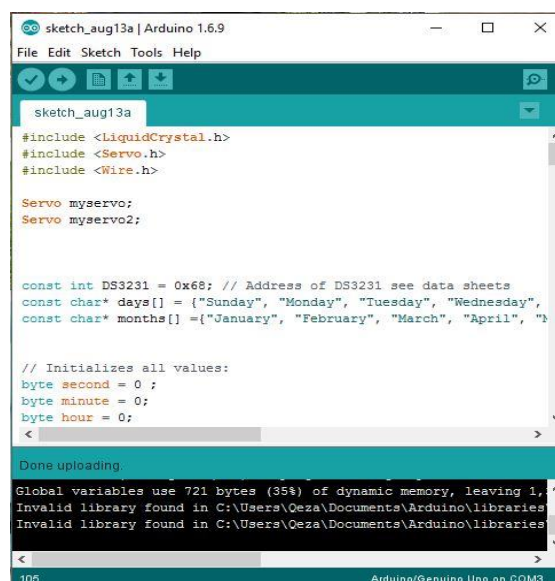 sketch_aug13a | Arduino 1.6.9
File Edit Sketch Tools Help
sketch_aug13a
#include <LiquidCrystal.h>
#include <Servo.h>
#include <Wire.h>
Servo myservo;
Servo myservo2;
const int DS3231 = 0x68; // Address of DS3231 see data sheets
const char* days[] = {"Sunday", "Monday", "Tuesday", "Wednesday",
const char* months[] ={"January", "February", "March", "April", "M
// Initializes all values:
byte second = 0 ;
byte minute = 0;
byte hour = 0;
Done uploading.
Global variables use 721 bytes (35%) of dynamic memory, leaving 1,
Invalid library found in C:\Users\Qeza\Documents\Arduino\libraries
Invalid library found in C:\Users\Qeza\Documents\Arduino\libraries
105 Arduino/Genuino Uno on COM3